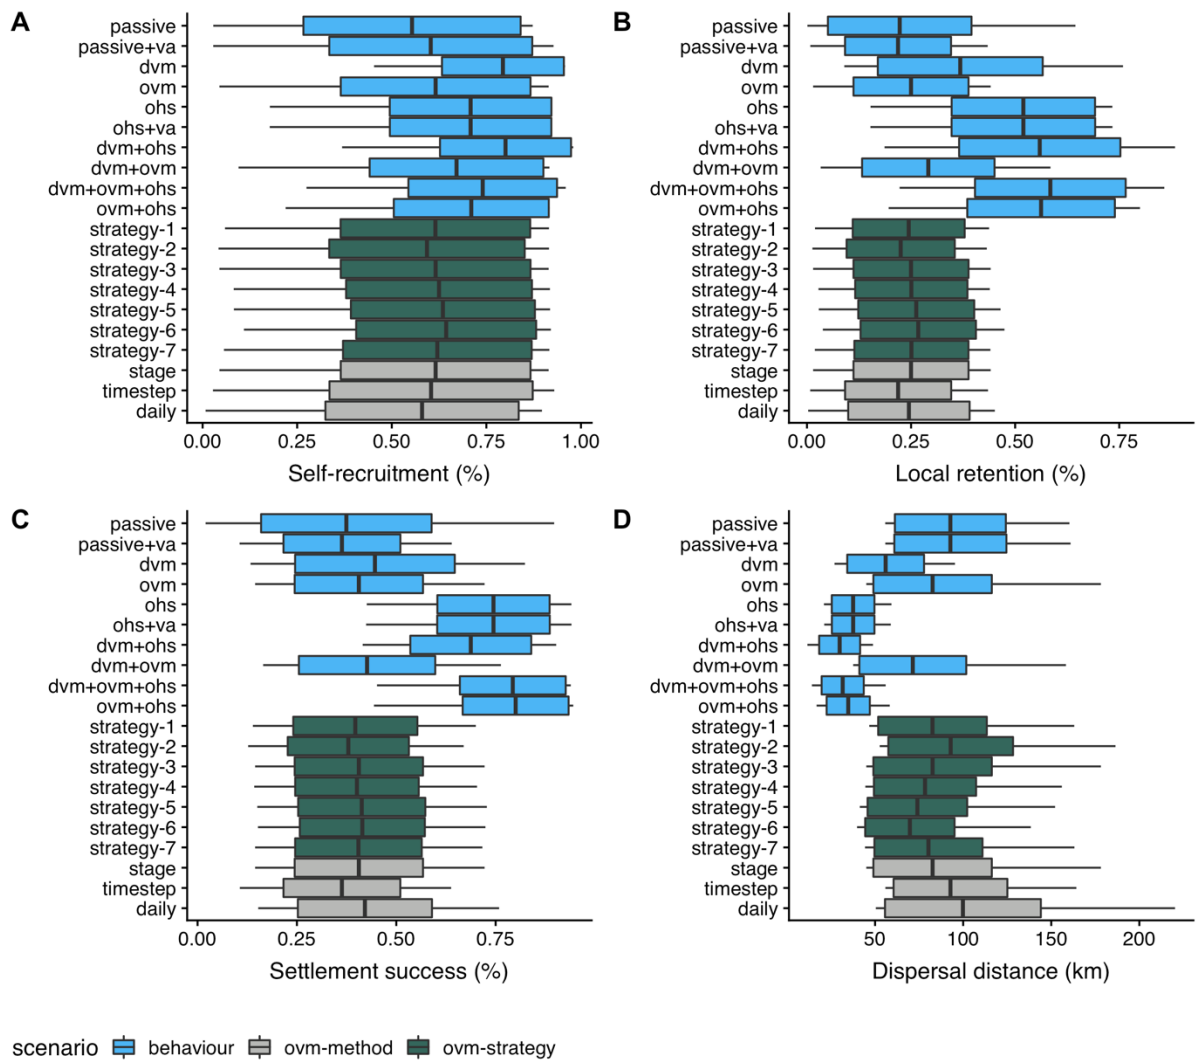 A
passive
passive+va
dvm
ovm
ohs
ohs+va
dvm+ohs
dvm+ovm
dvm+ovm+ohs
ovm+ohs
strategy-1
strategy-2
strategy-3
strategy-4
strategy-5
strategy-6
strategy-7
stage
timestep
daily
0.00 0.25 0.50 0.75 1.00
Self-recruitment (%)
B
passive
passive+va
dvm
ovm
ohs
ohs+va
dvm+ohs
dvm+ovm
dvm+ovm+ohs
ovm+ohs
strategy-1
strategy-2
strategy-3
strategy-4
strategy-5
strategy-6
strategy-7
stage
timestep
daily
0.00 0.25 0.50 0.75
Local retention (%)
C
passive
passive+va
dvm
ovm
ohs
ohs+va
dvm+ohs
dvm+ovm
dvm+ovm+ohs
ovm+ohs
strategy-1
strategy-2
strategy-3
strategy-4
strategy-5
strategy-6
strategy-7
stage
timestep
daily
0.00 0.25 0.50 0.75
Settlement success (%)
D
passive
passive+va
dvm
ovm
ohs
ohs+va
dvm+ohs
dvm+ovm
dvm+ovm+ohs
ovm+ohs
strategy-1
strategy-2
strategy-3
strategy-4
strategy-5
strategy-6
strategy-7
stage
timestep
daily
50 100 150 200
Dispersal distance (km)
scenario behaviour ovm-method ovm-strategy